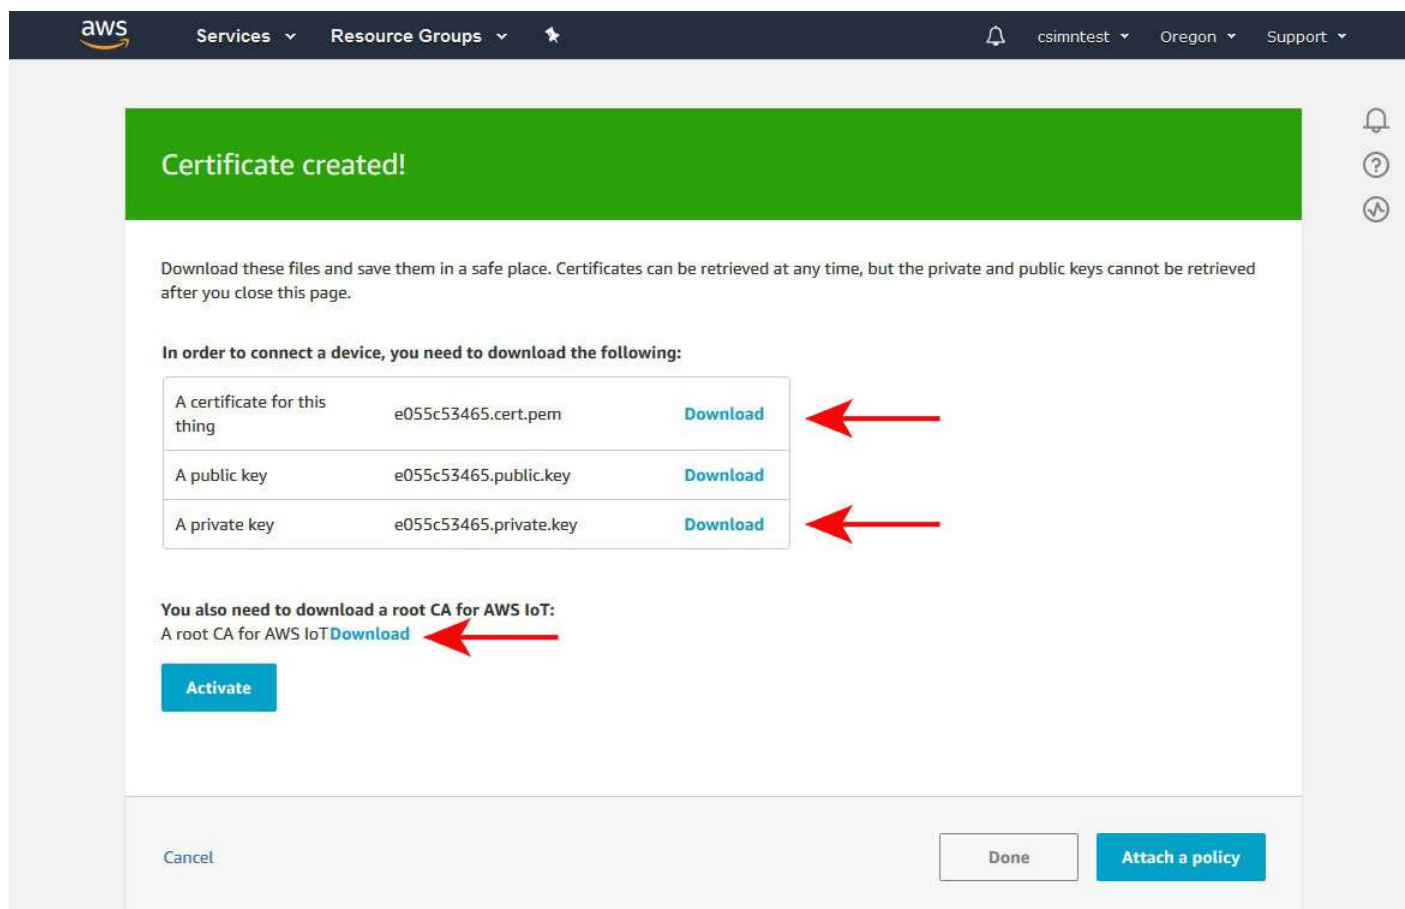 aws Services Resource Groups csimntest Oregon Support
Certificate created!
Download these files and save them in a safe place. Certificates can be retrieved at any time, but the private and public keys cannot be retrieved
after you close this page.
In order to connect a device, you need to download the following:
A certificate for this
thing e055c53465.cert.pem Download
A public key e055c53465.public.key Download
A private key e055c53465.private.key Download
You also need to download a root CA for AWS IoT:
A root CA for AWS IoTDownload
Activate
Cancel Done Attach a policy